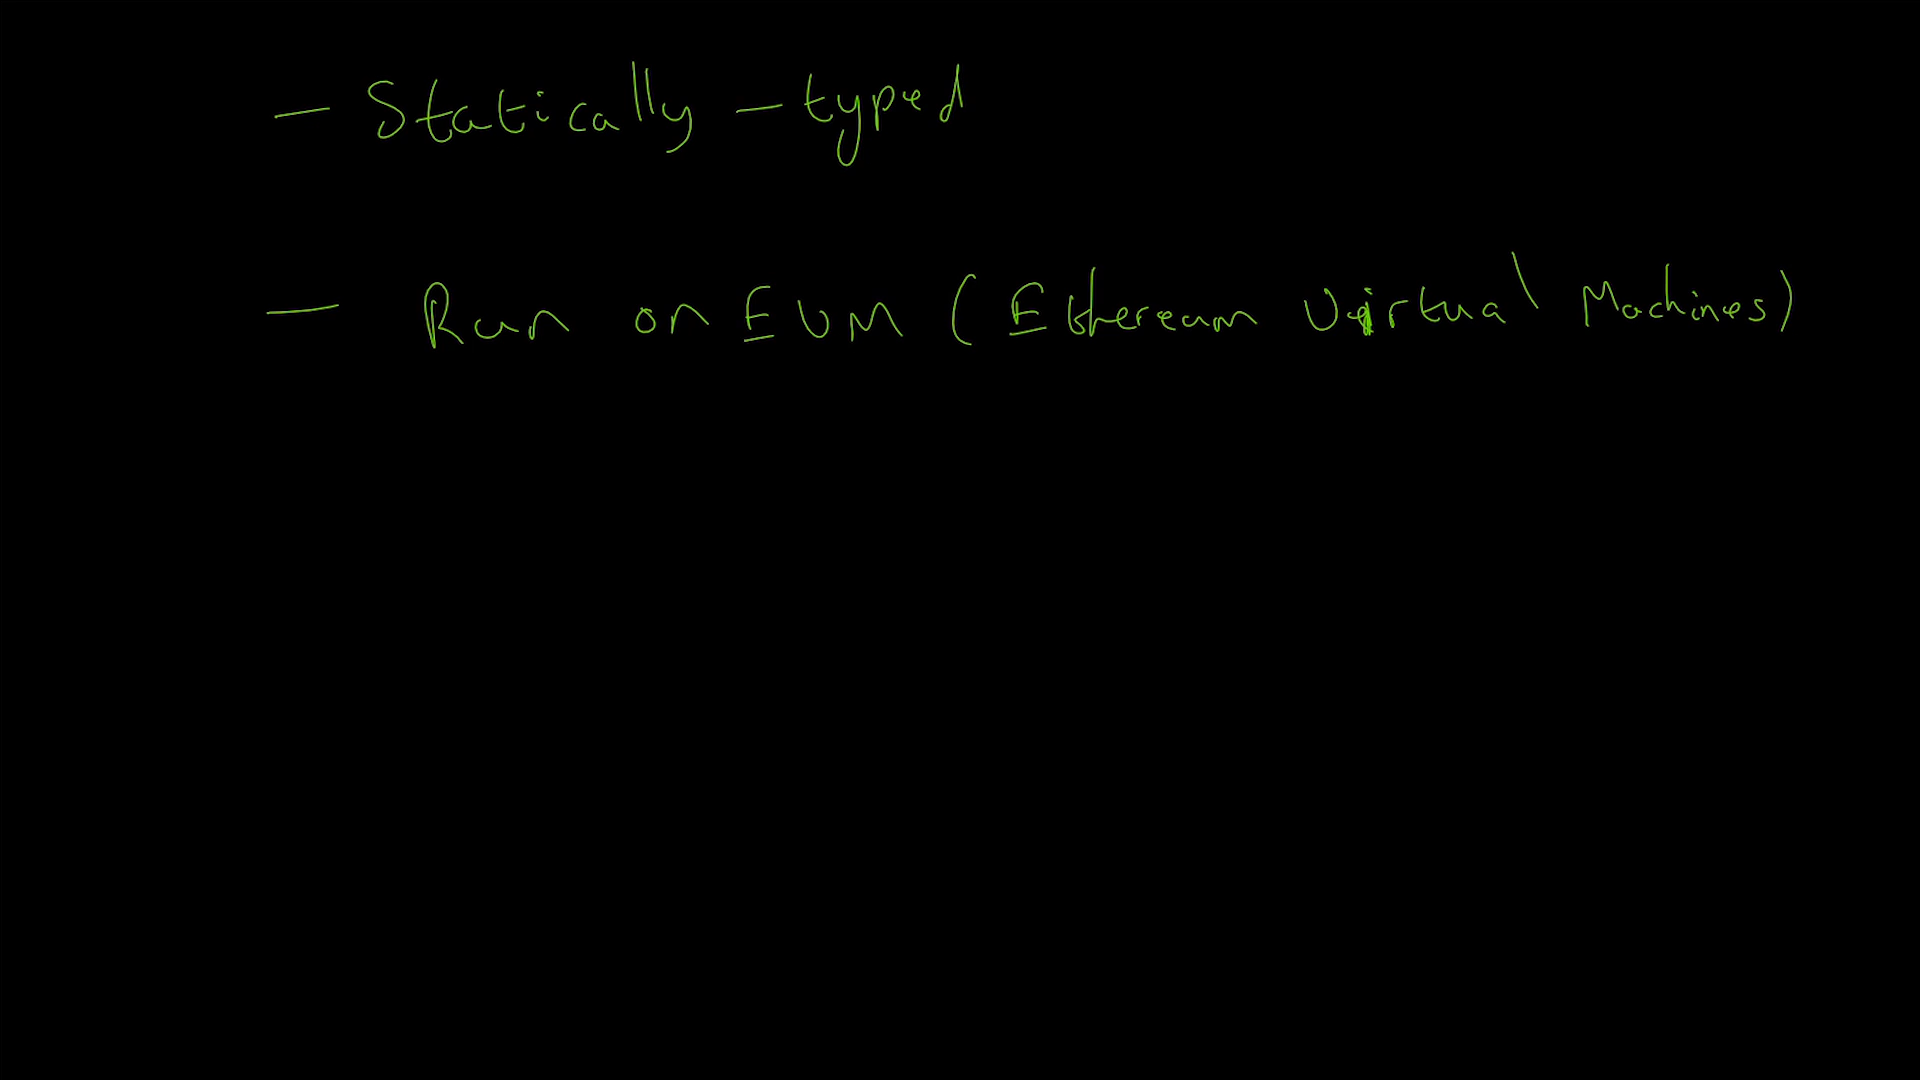 - Statically - typed
- Run on EVM (Ethereum Virtual Machines)